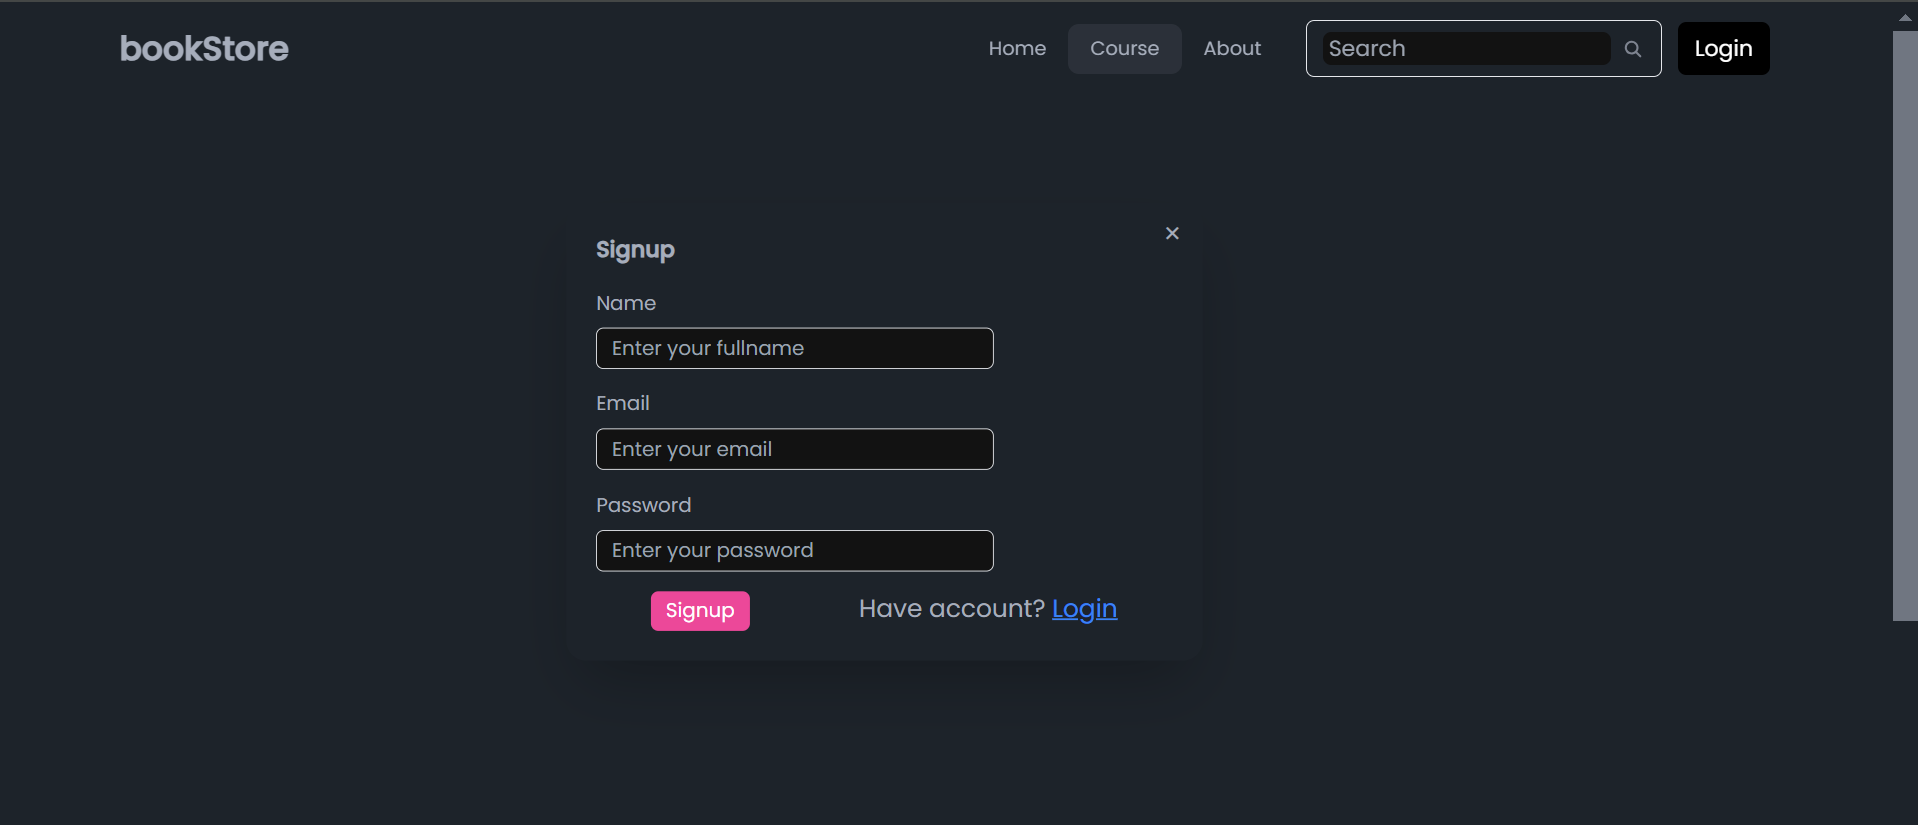 bookStore Home Course About Search Login
Signup
Name
Enter your fullname
Email
Enter your email
Password
Enter your password
Signup Have account? Login